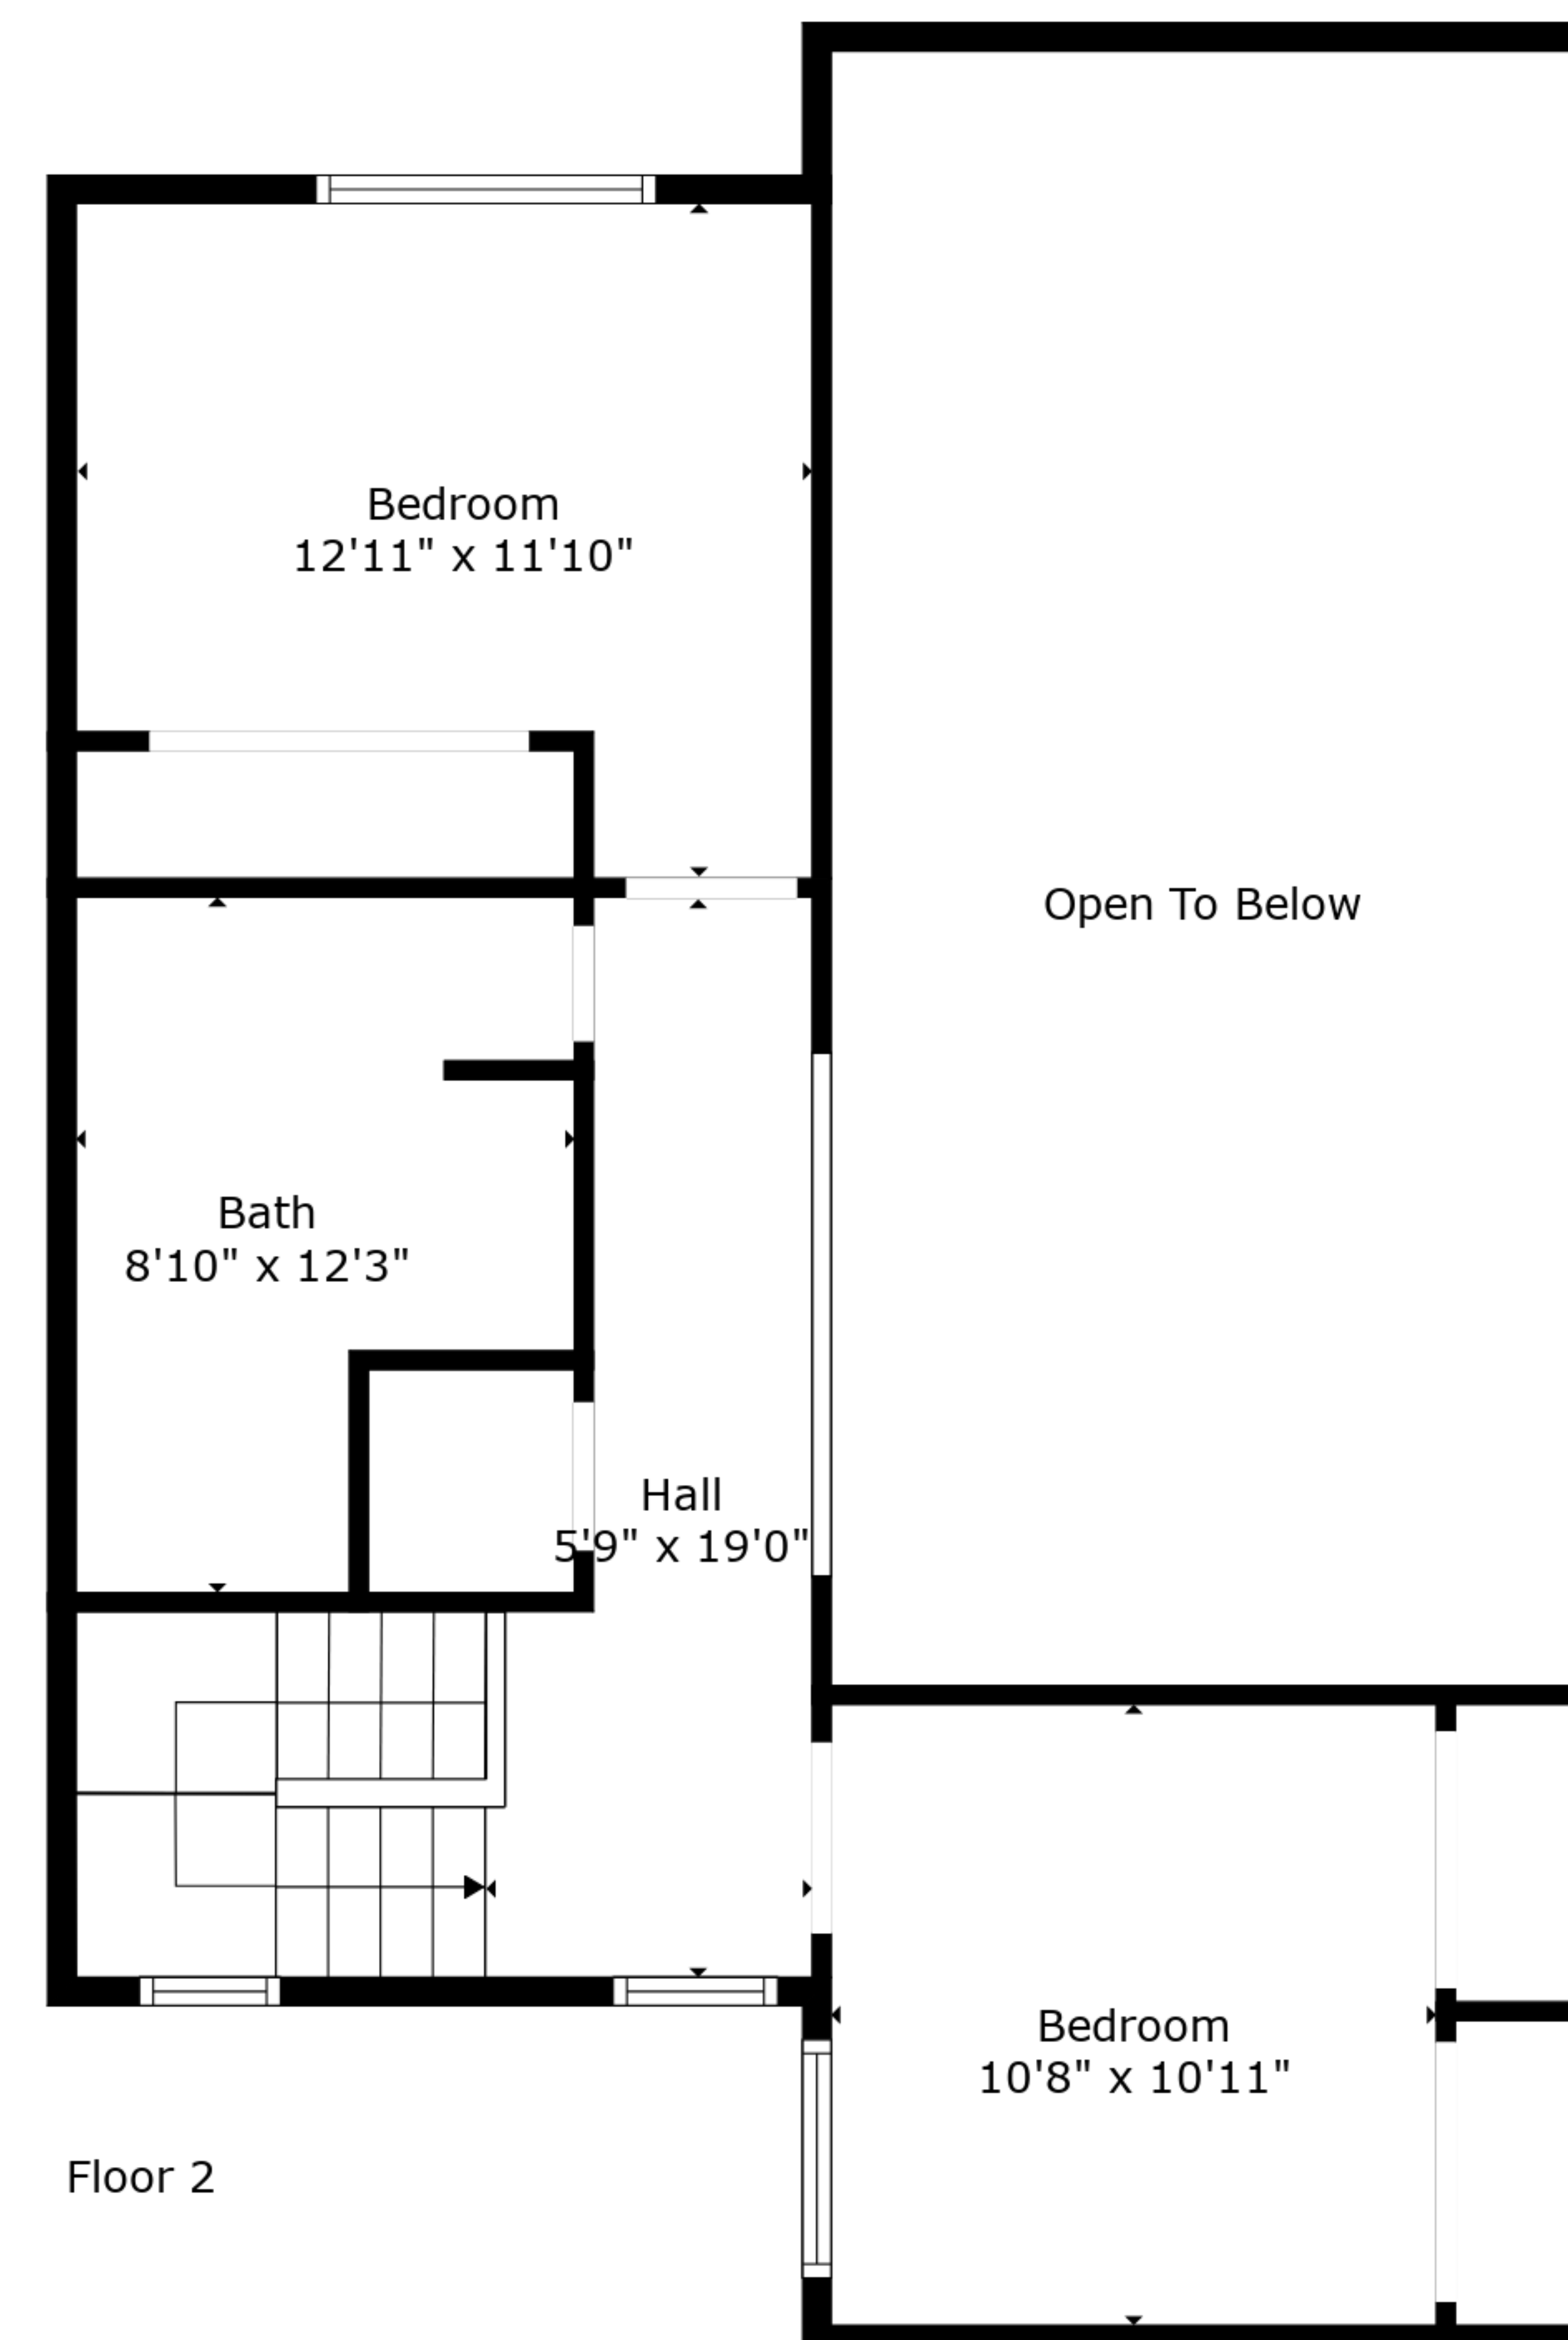 Bedroom
12'11" x 11'10"
Open To Below
Bath
8'10" x 12'3"
Hall
5'9" x 19'0"
Bedroom
10'8" x 10'11"
Floor 2